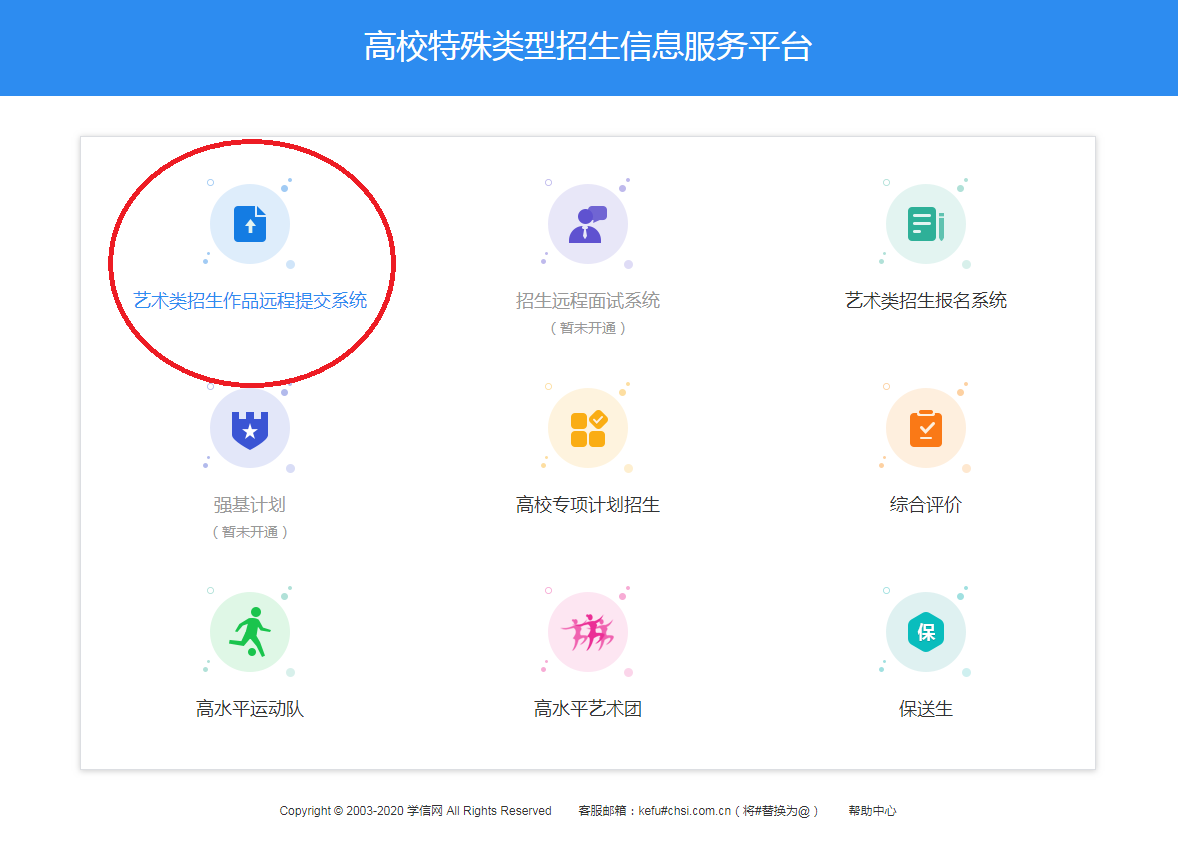 高校特殊类型招生信息服务平台
艺术类招生作品远程提交系统
招生远程面试系统
（暂未开通）
艺术类招生报名系统
强基计划
（暂未开通）
高校专项计划招生
综合评价
高水平运动队
高水平艺术团
保
保送生
Copyright © 2003-2020 学信网 All Rights Reserved 客服邮箱：kefu#chsi.com.cn（将#替换为@） 帮助中心